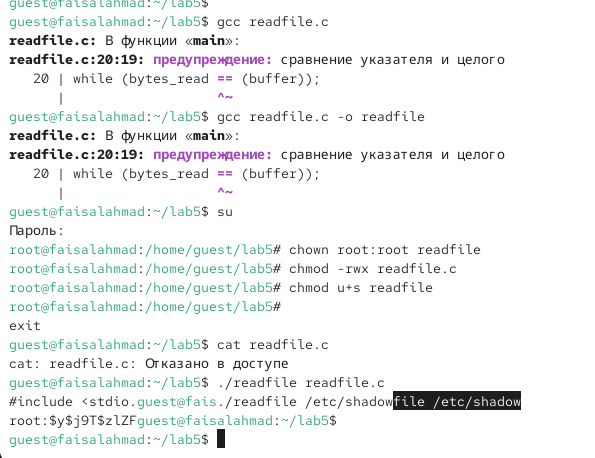 guest@faisalahmad:~/lab5$
guest@faisalahmad:~/lab5$ gcc readfile.c
readfile.c: В функции «main»:
readfile.c:20:19: предупреждение: сравнение указателя и целого
   20 | while (bytes_read == (buffer));
      |                   ^~
guest@faisalahmad:~/lab5$ gcc readfile.c -o readfile
readfile.c: В функции «main»:
readfile.c:20:19: предупреждение: сравнение указателя и целого
   20 | while (bytes_read == (buffer));
      |                   ^~
guest@faisalahmad:~/lab5$ su
Пароль:
root@faisalahmad:/home/guest/lab5# chown root:root readfile
root@faisalahmad:/home/guest/lab5# chmod -rwx readfile.c
root@faisalahmad:/home/guest/lab5# chmod u+s readfile
root@faisalahmad:/home/guest/lab5#
exit
guest@faisalahmad:~/lab5$ cat readfile.c
cat: readfile.c: Отказано в доступе
guest@faisalahmad:~/lab5$ ./readfile readfile.c
#include <stdio.guest@fais./readfile /etc/shadowfile /etc/shadow
root:$y$j9T$zlZFguest@faisalahmad:~/lab5$
guest@faisalahmad:~/lab5$